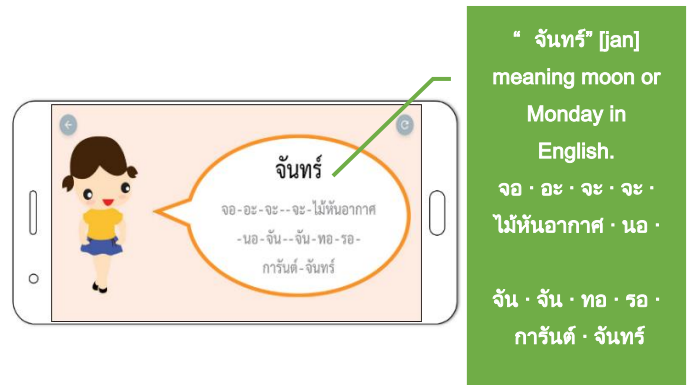 จันทร์
จอ-อะ-จะ--จะ-ไม้หันอากาศ
-นอ-จัน--จัน-ทอ-รอ-
การันต์-จันทร์
“ จันทร์” [jan]
meaning moon or
Monday in
English.
จอ · อะ · จะ · จะ ·
ไม้หันอากาศ · นอ ·
จัน · จัน · ทอ · รอ ·
การันต์ · จันทร์